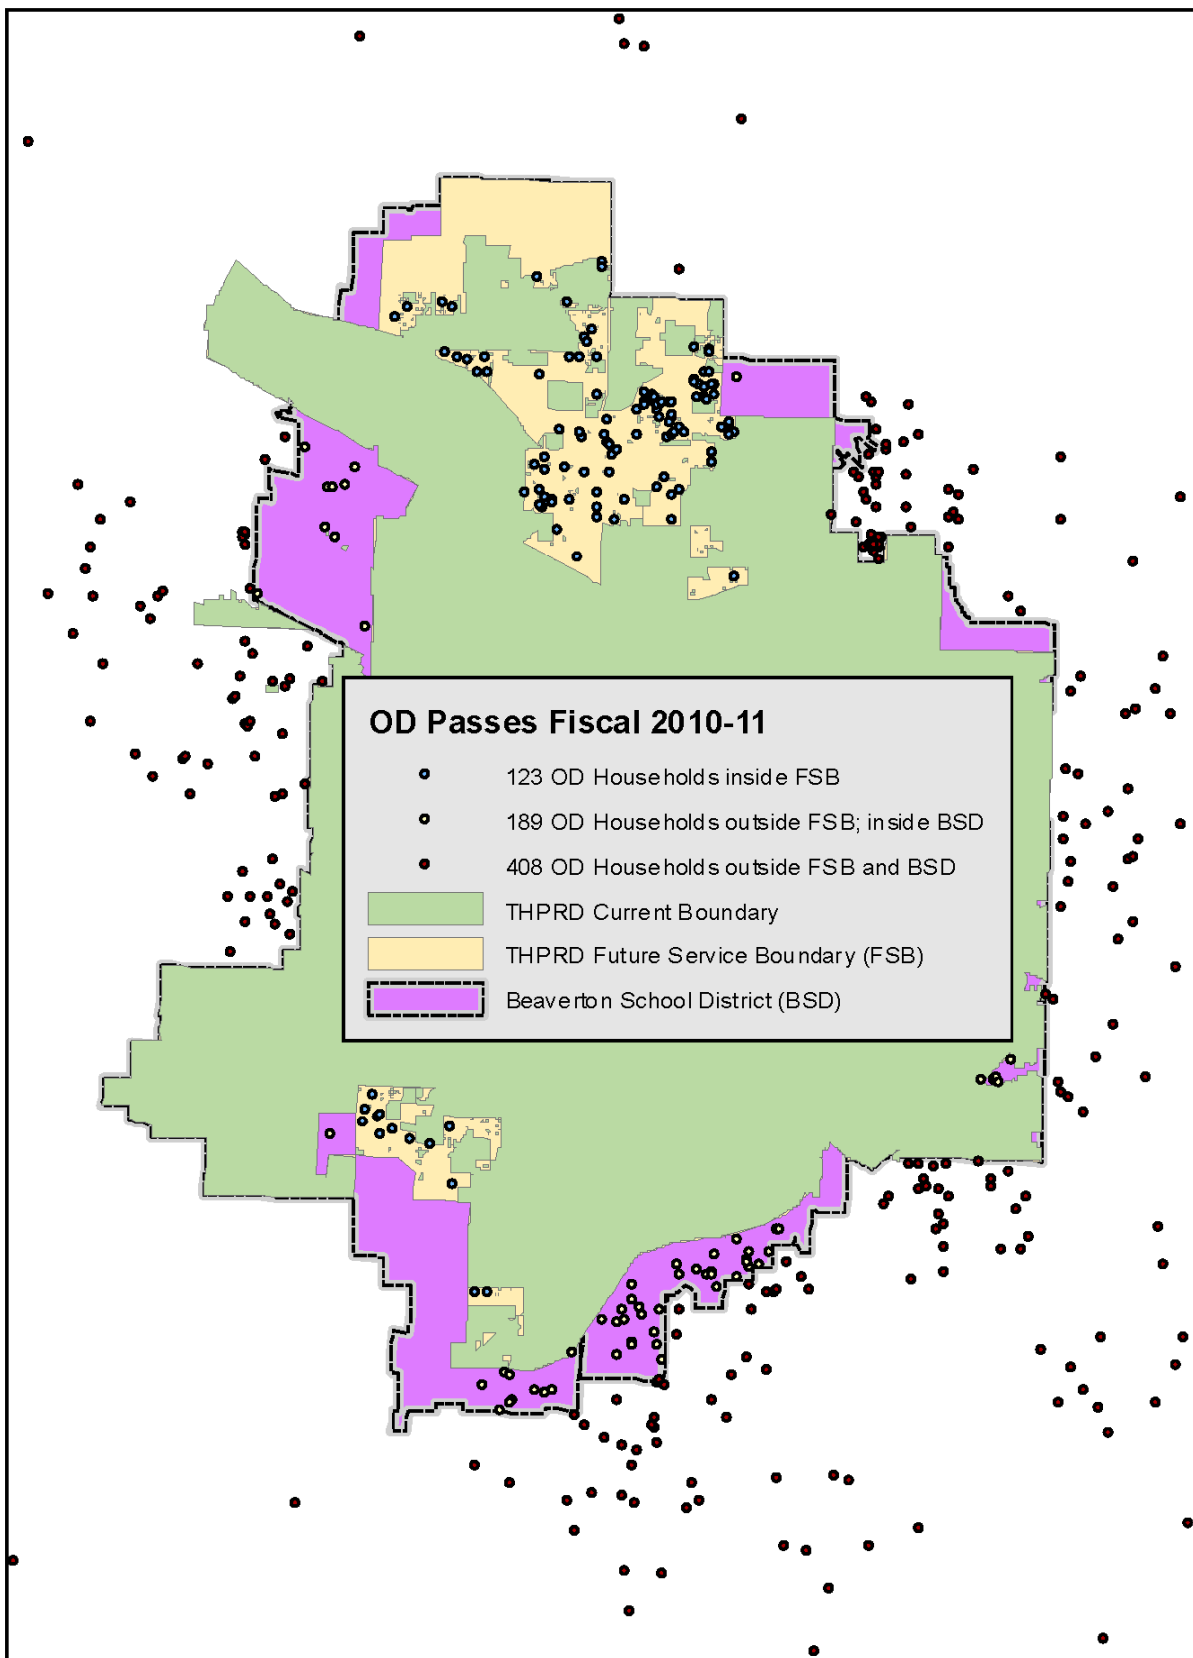 OD Passes Fiscal 2010-11
123 OD Households inside FSB
189 OD Households outside FSB; inside BSD
408 OD Households outside FSB and BSD
THPRD Current Boundary
THPRD Future Service Boundary (FSB)
Beaverton School District (BSD)